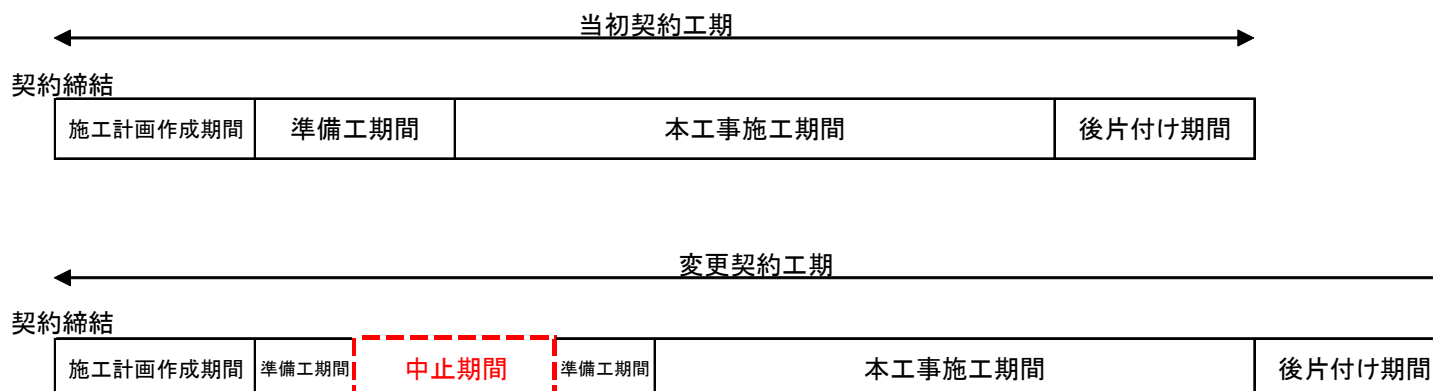 当初契約工期
契約締結
施工計画作成期間 準備工期間 本工事施工期間 後片付け期間
変更契約工期
契約締結
施工計画作成期間 準備工期間 中止期間 準備工期間 本工事施工期間 後片付け期間